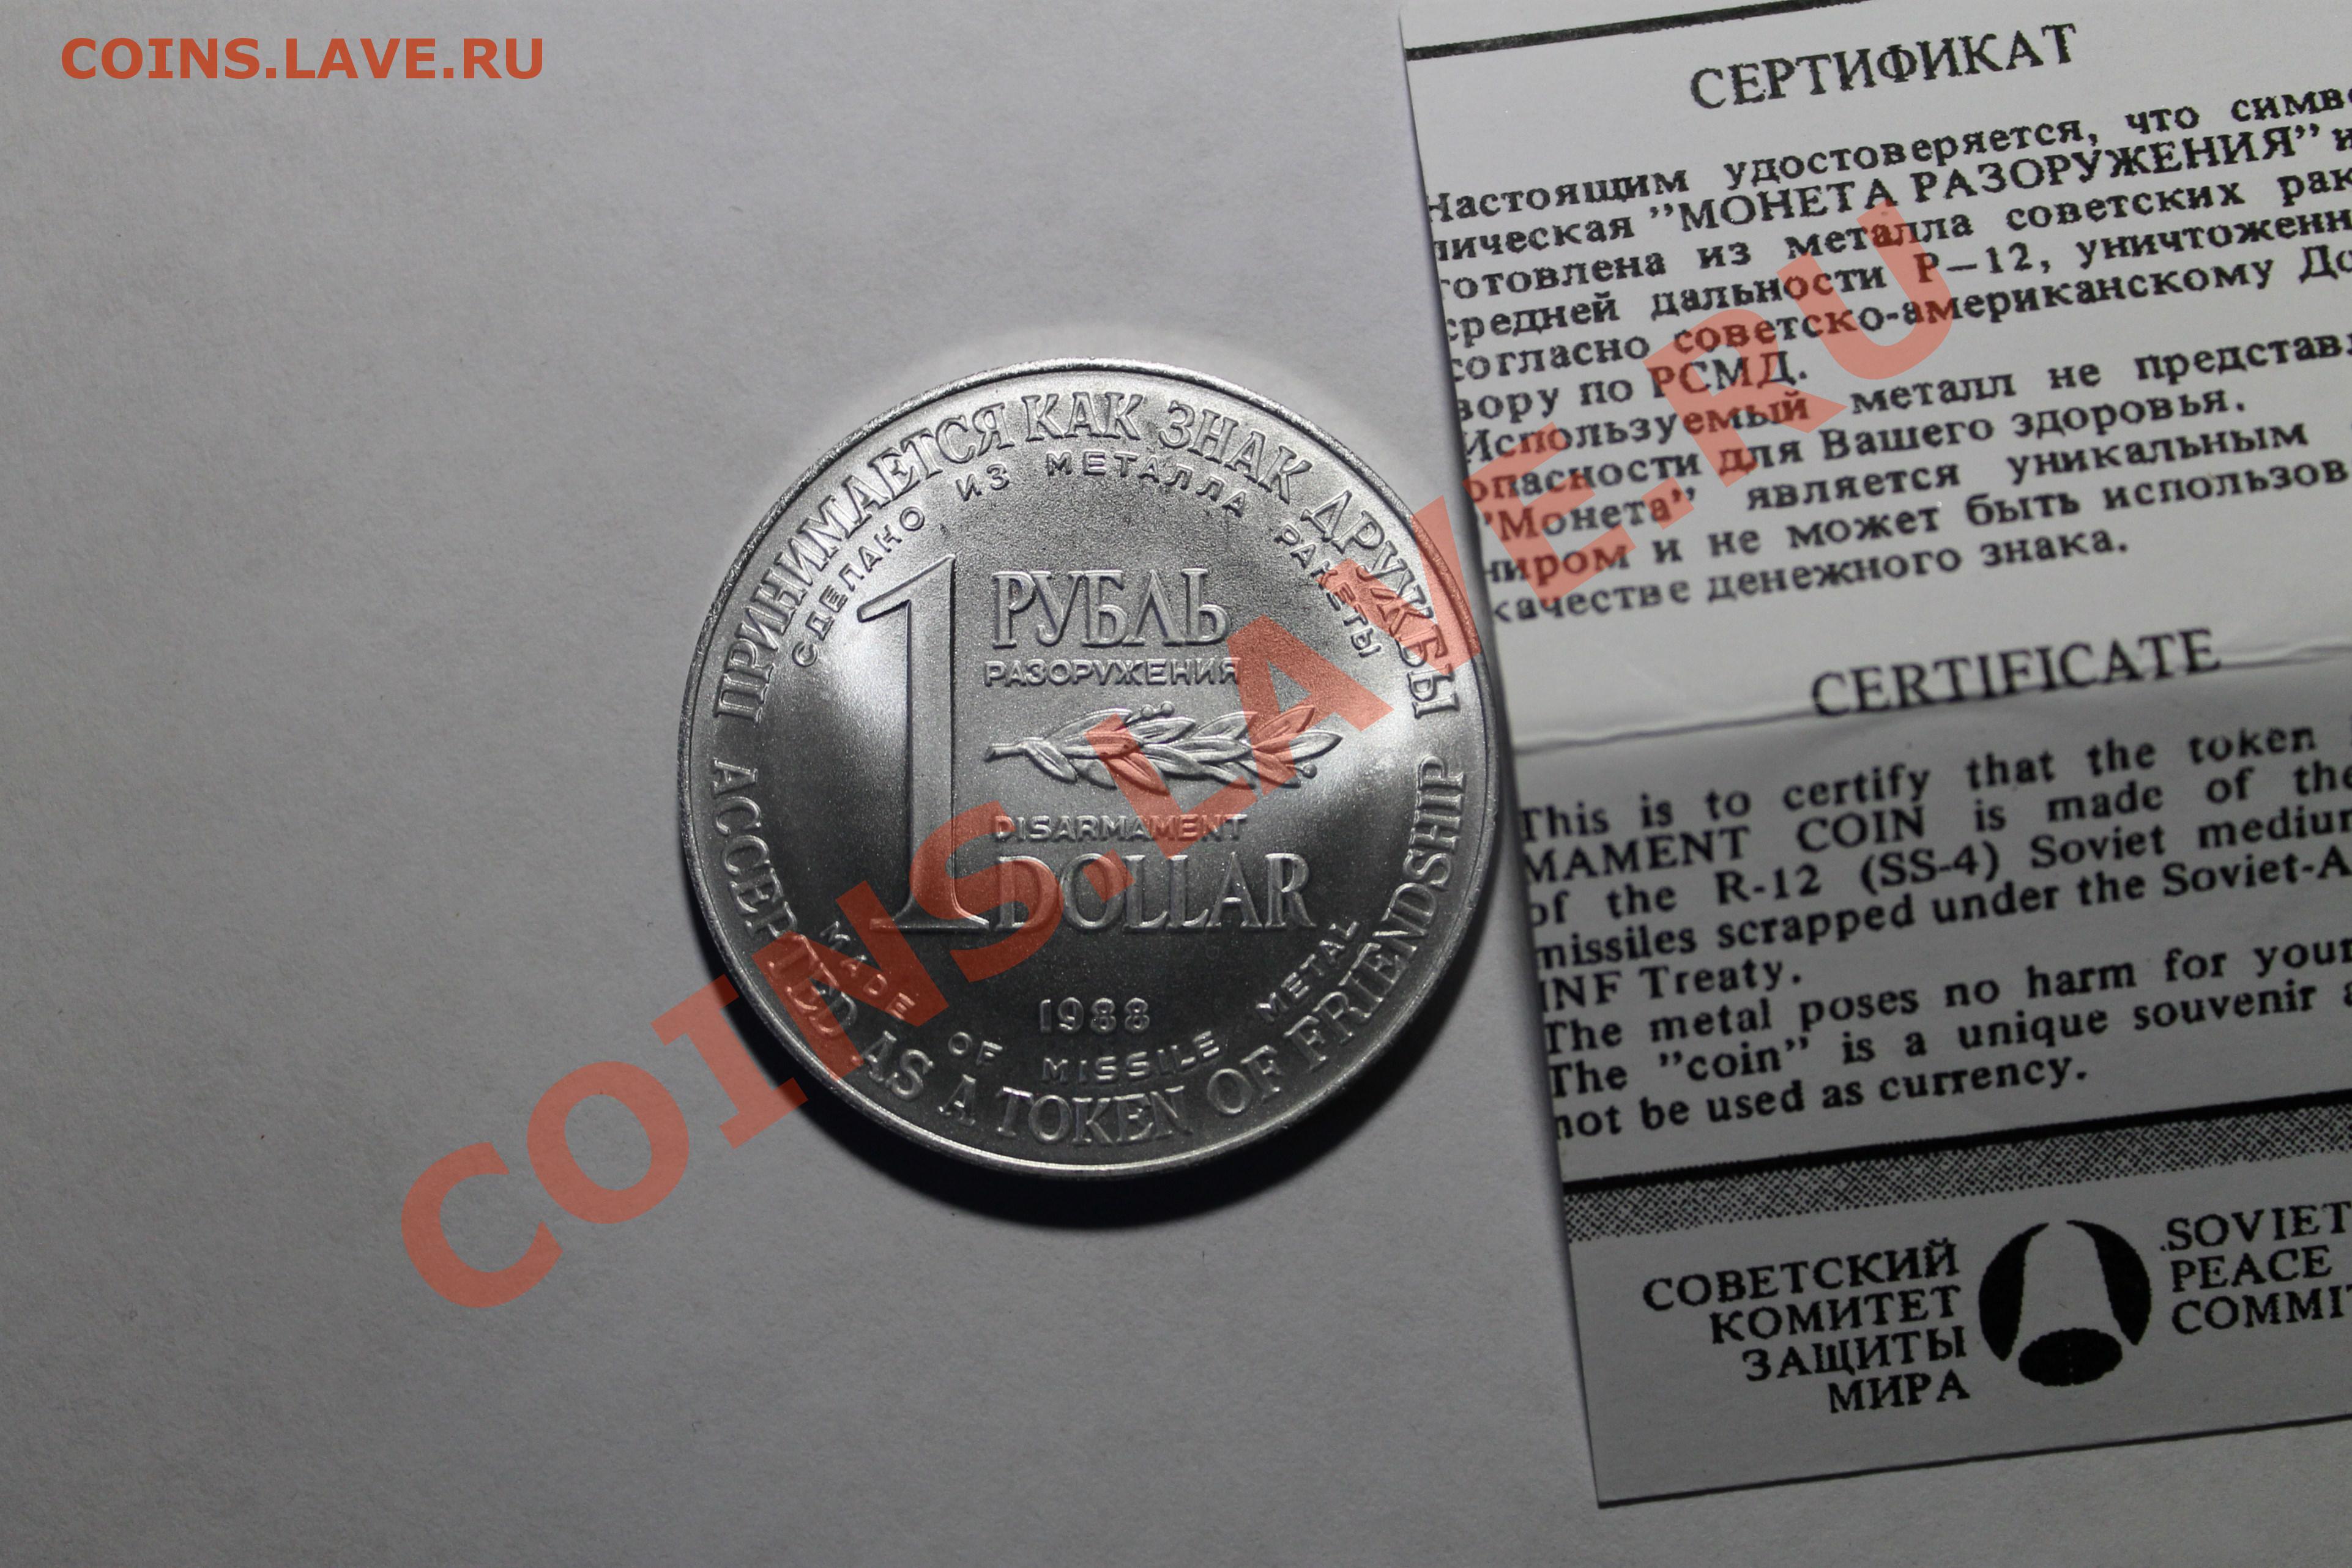 COINS.LAVE.RU
ПРИНИМАЕТСЯ КАК ЗНАК ДРУЖБЫ
СДЕЛАНО ИЗ МЕТАЛЛА РАКЕТЫ
1 РУБЛЬ
РАЗОРУЖЕНИЯ
DISARMAMENT
DOLLAR
1988
MADE OF MISSILE METAL
ACCEPTED AS A TOKEN OF FRIENDSHIP
СЕРТИФИКАТ
Настоящим удостоверяется, что симво
лическая "МОНЕТА РАЗОРУЖЕНИЯ" и
готовлена из металла советских рак
средней дальности Р–12, уничтоженн
согласно советско-американскому До
вору по РСМД.
Используемый металл не представл
опасности для Вашего здоровья.
"Монета" является уникальным
ниром и не может быть использов
качестве денежного знака.
CERTIFICATE
This is to certify that the token
MAMENT COIN is made of the
of the R-12 (SS-4) Soviet medium
missiles scrapped under the Soviet-A
INF Treaty.
The metal poses no harm for your
The "coin" is a unique souvenir
not be used as currency.
СОВЕТСКИЙ
КОМИТЕТ
ЗАЩИТЫ
МИРА
SOVIET
PEACE
COMMIT
COINS.LAVE.RU